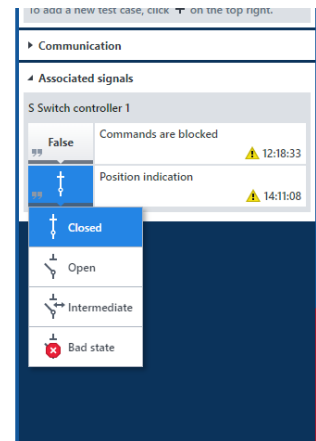 To add a new test case, click + on the top right.
Communication
Associated signals
S Switch controller 1
False
Commands are blocked
12:18:33
Position indication
14:11:08
Closed
Open
Intermediate
Bad state